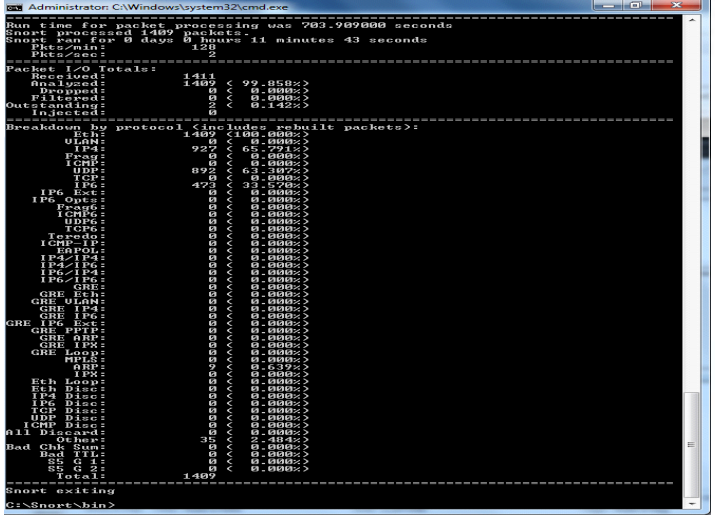 Administrator: C:\Windows\system32\cmd.exe
===============================================================================
Run time for packet processing was 703.909000 seconds
Snort processed 1409 packets.
Snort ran for 0 days 0 hours 11 minutes 43 seconds
Pkts/min: 128
Pkts/sec: 2
===============================================================================
Packet I/O Totals:
Received: 1411
Analyzed: 1409 ( 99.858%)
Dropped: 0 ( 0.000%)
Filtered: 0 ( 0.000%)
Outstanding: 2 ( 0.142%)
Injected: 0
===============================================================================
Breakdown by protocol (includes rebuilt packets):
Eth: 1409 (100.000%)
VLAN: 0 ( 0.000%)
IP4: 927 ( 65.791%)
Frag: 0 ( 0.000%)
ICMP: 0 ( 0.000%)
UDP: 892 ( 63.307%)
TCP: 0 ( 0.000%)
IP6: 473 ( 33.570%)
IP6 Ext: 0 ( 0.000%)
IP6 Opts: 0 ( 0.000%)
Frag6: 0 ( 0.000%)
ICMP6: 0 ( 0.000%)
UDP6: 0 ( 0.000%)
TCP6: 0 ( 0.000%)
Teredo: 0 ( 0.000%)
ICMP-IP: 0 ( 0.000%)
EAPOL: 0 ( 0.000%)
IP4/IP4: 0 ( 0.000%)
IP4/IP6: 0 ( 0.000%)
IP6/IP4: 0 ( 0.000%)
IP6/IP6: 0 ( 0.000%)
GRE: 0 ( 0.000%)
GRE Eth: 0 ( 0.000%)
GRE VLAN: 0 ( 0.000%)
GRE IP4: 0 ( 0.000%)
GRE IP6: 0 ( 0.000%)
GRE IP6 Ext: 0 ( 0.000%)
GRE PPTP: 0 ( 0.000%)
GRE ARP: 0 ( 0.000%)
GRE IPX: 0 ( 0.000%)
GRE Loop: 0 ( 0.000%)
MPLS: 0 ( 0.000%)
ARP: 9 ( 0.639%)
IPX: 0 ( 0.000%)
Eth Loop: 0 ( 0.000%)
Eth Disc: 0 ( 0.000%)
IP4 Disc: 0 ( 0.000%)
IP6 Disc: 0 ( 0.000%)
TCP Disc: 0 ( 0.000%)
UDP Disc: 0 ( 0.000%)
ICMP Disc: 0 ( 0.000%)
All Discard: 0 ( 0.000%)
Other: 35 ( 2.484%)
Bad Chk Sum: 0 ( 0.000%)
Bad TTL: 0 ( 0.000%)
S5 G 1: 0 ( 0.000%)
S5 G 2: 0 ( 0.000%)
Total: 1409
===============================================================================
Snort exiting
C:\Snort\bin>